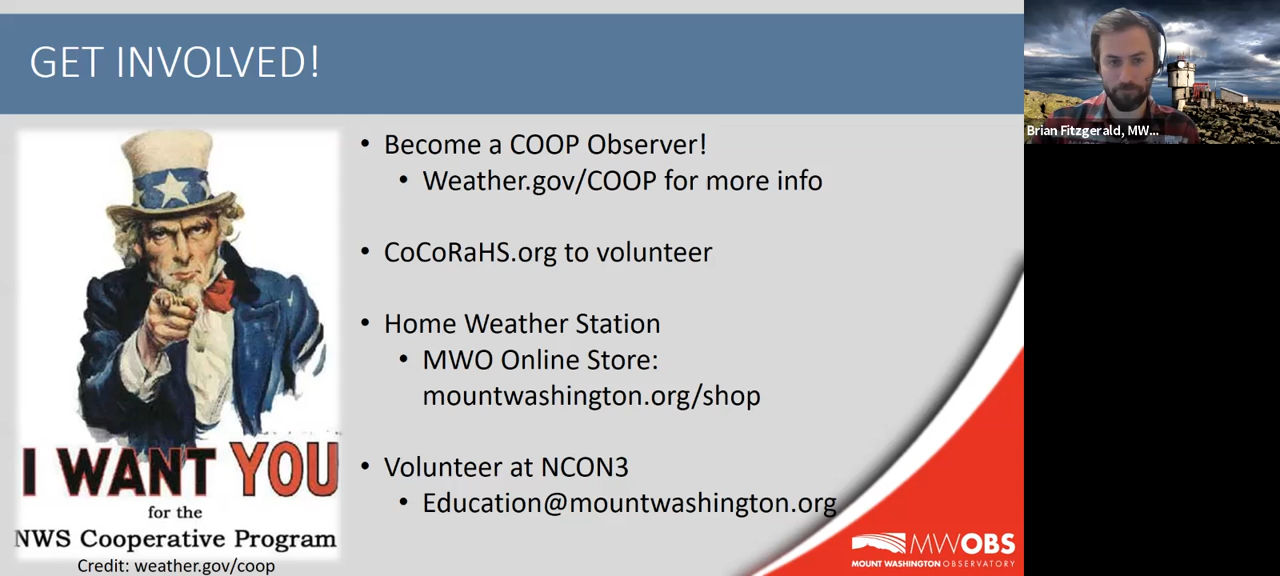 GET INVOLVED!
• Become a COOP Observer!
• Weather.gov/COOP for more info
• CoCoRaHS.org to volunteer
• Home Weather Station
• MWO Online Store:
mountwashington.org/shop
• Volunteer at NCON3
• Education@mountwashington.org
I WANT YOU
for the
NWS Cooperative Program
Credit: weather.gov/coop
MWOBS
MOUNT WASHINGTON OBSERVATORY
Brian Fitzgerald, MW...